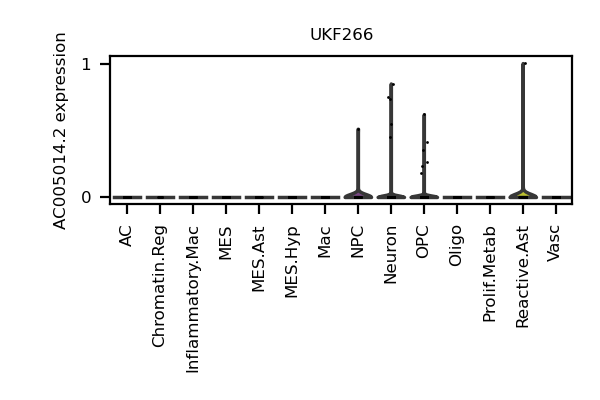 UKF266
AC005014.2 expression
1
0
AC
Chromatin.Reg
Inflammatory.Mac
MES
MES.Ast
MES.Hyp
Mac
NPC
Neuron
OPC
Oligo
Prolif.Metab
Reactive.Ast
Vasc